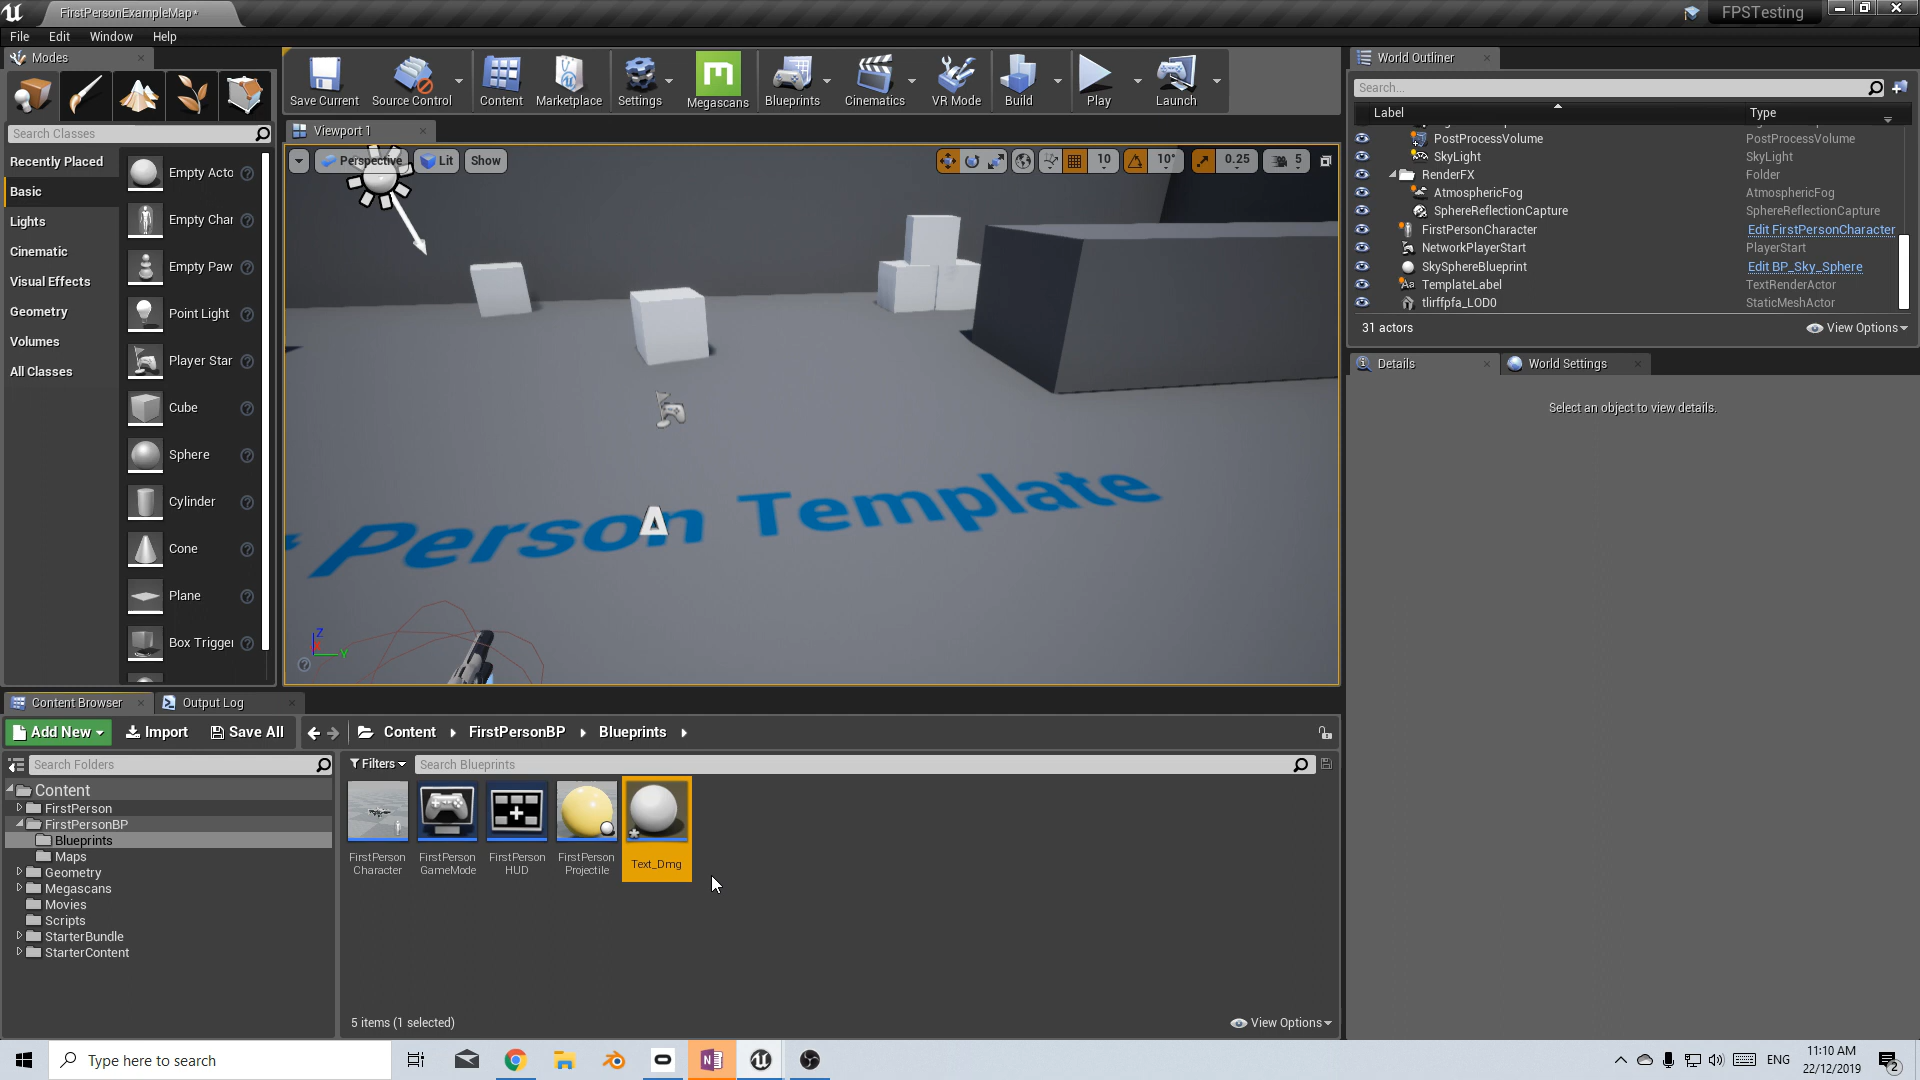 FirstPersonExampleMap*
FPSTesting
File Edit Window Help
Modes
Save Current
Source Control
Content
Marketplace
Settings
Megascans
Blueprints
Cinematics
VR Mode
Build
Play
Launch
World Outliner
Search...
Label Type
Search Classes
Viewport 1
Perspective Lit Show
10 10° 0.25 5
Recently Placed
Basic
Lights
Cinematic
Visual Effects
Geometry
Volumes
All Classes
Empty Acto
Empty Char
Empty Paw
Point Light
Player Star
Cube
Sphere
Cylinder
Cone
Plane
Box Trigger
Person Template
Z
Y
PostProcessVolume PostProcessVolume
SkyLight SkyLight
RenderFX Folder
AtmosphericFog AtmosphericFog
SphereReflectionCapture SphereReflectionCapture
FirstPersonCharacter Edit FirstPersonCharacter
NetworkPlayerStart PlayerStart
SkySphereBlueprint Edit BP_Sky_Sphere
TemplateLabel TextRenderActor
tlirffpfa_LOD0 StaticMeshActor
31 actors View Options
Details World Settings
Select an object to view details.
Content Browser Output Log
Add New Import Save All Content FirstPersonBP Blueprints
Search Folders
Filters Search Blueprints
Content
FirstPerson
FirstPersonBP
Blueprints
Maps
Geometry
Megascans
Movies
Scripts
StarterBundle
StarterContent
FirstPerson Character
FirstPerson GameMode
FirstPerson HUD
FirstPerson Projectile
Text_Dmg
5 items (1 selected) View Options
Type here to search
ENG
11:10 AM
22/12/2019
2